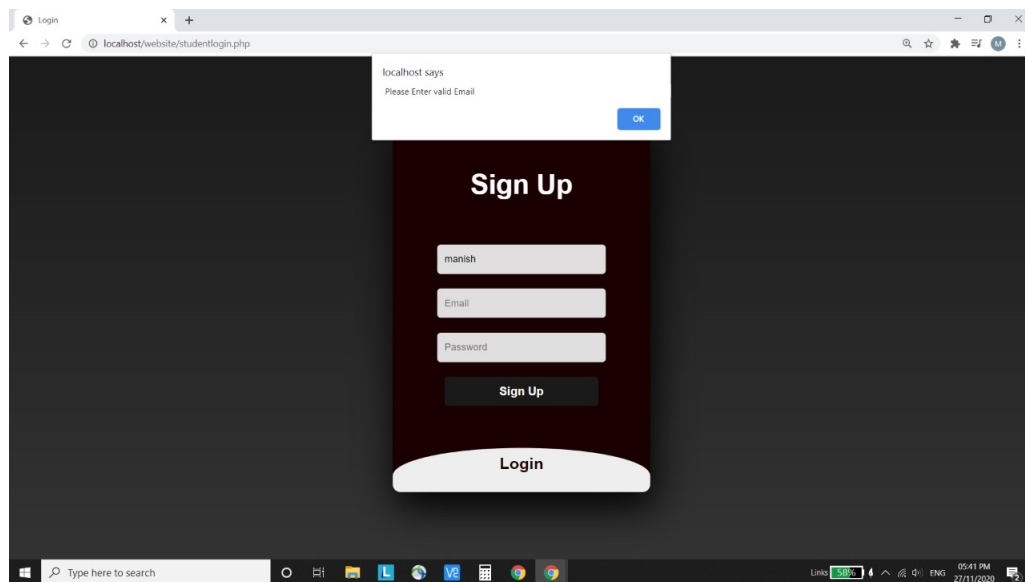 Login
localhost/website/studentlogin.php
M
localhost says
Please Enter valid Email
OK
Sign Up
manish
Email
Password
Sign Up
Login
Type here to search
L
V2
Links 58% ENG 05:41 PM
27/11/2020